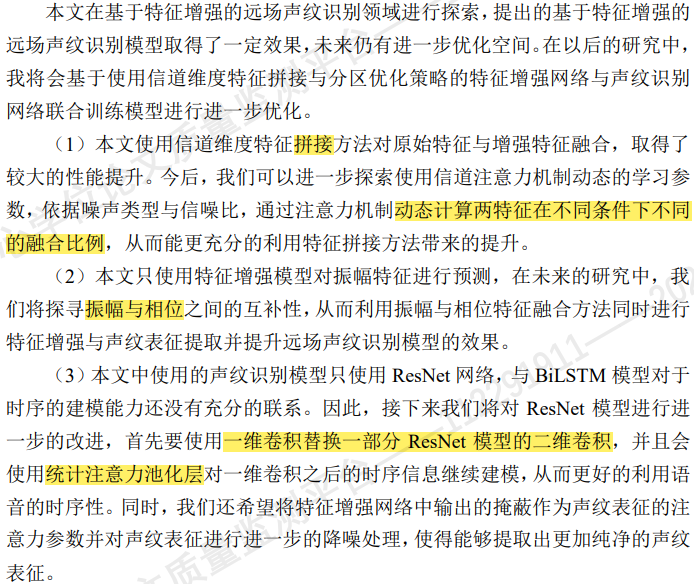 本文在基于特征增强的远场声纹识别领域进行探索，提出的基于特征增强的
远场声纹识别模型取得了一定效果，未来仍有进一步优化空间。在以后的研究中，
我将会基于使用信道维度特征拼接与分区优化策略的特征增强网络与声纹识别
网络联合训练模型进行进一步优化。
（1）本文使用信道维度特征拼接方法对原始特征与增强特征融合，取得了
较大的性能提升。今后，我们可以进一步探索使用信道注意力机制动态的学习参
数，依据噪声类型与信噪比，通过注意力机制动态计算两特征在不同条件下不同
的融合比例，从而能更充分的利用特征拼接方法带来的提升。
（2）本文只使用特征增强模型对振幅特征进行预测，在未来的研究中，我
们将探寻振幅与相位之间的互补性，从而利用振幅与相位特征融合方法同时进行
特征增强与声纹表征提取并提升远场声纹识别模型的效果。
（3）本文中使用的声纹识别模型只使用 ResNet 网络，与 BiLSTM 模型对于
时序的建模能力还没有充分的联系。因此，接下来我们将对 ResNet 模型进行进
一步的改进，首先要使用一维卷积替换一部分 ResNet 模型的二维卷积，并且会
使用统计注意力池化层对一维卷积之后的时序信息继续建模，从而更好的利用语
音的时序性。同时，我们还希望将特征增强网络中输出的掩蔽作为声纹表征的注
意力参数并对声纹表征进行进一步的降噪处理，使得能够提取出更加纯净的声纹
表征。